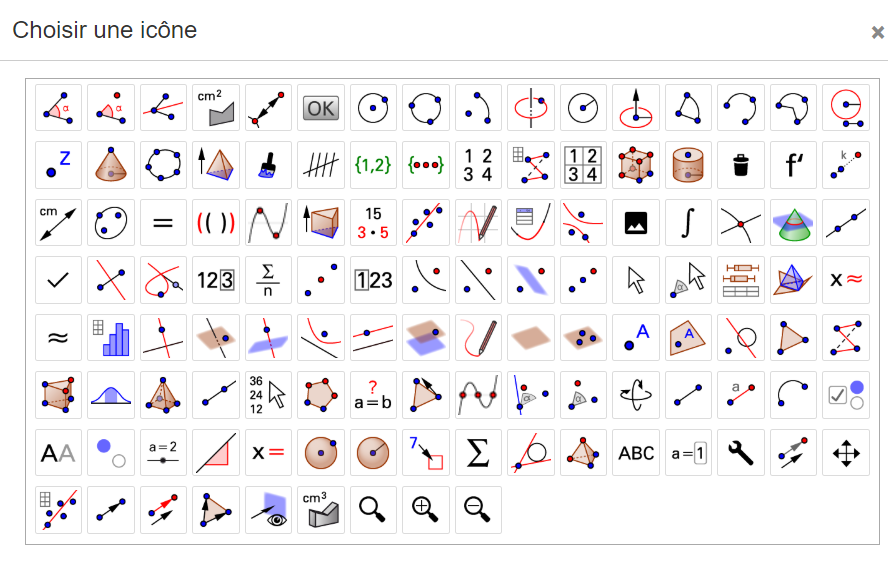 Choisir une icône
×
α α cm² OK
z {1,2} { } 1 2 3 4 1 2 3 4 f' k
cm = (( )) 15 3•5 ∫
123 Σ n 123 α x≈
≈ A A
36 24 12 ? a=b α α a
AA a=2 x= 7 Σ ABC a=1
cm³